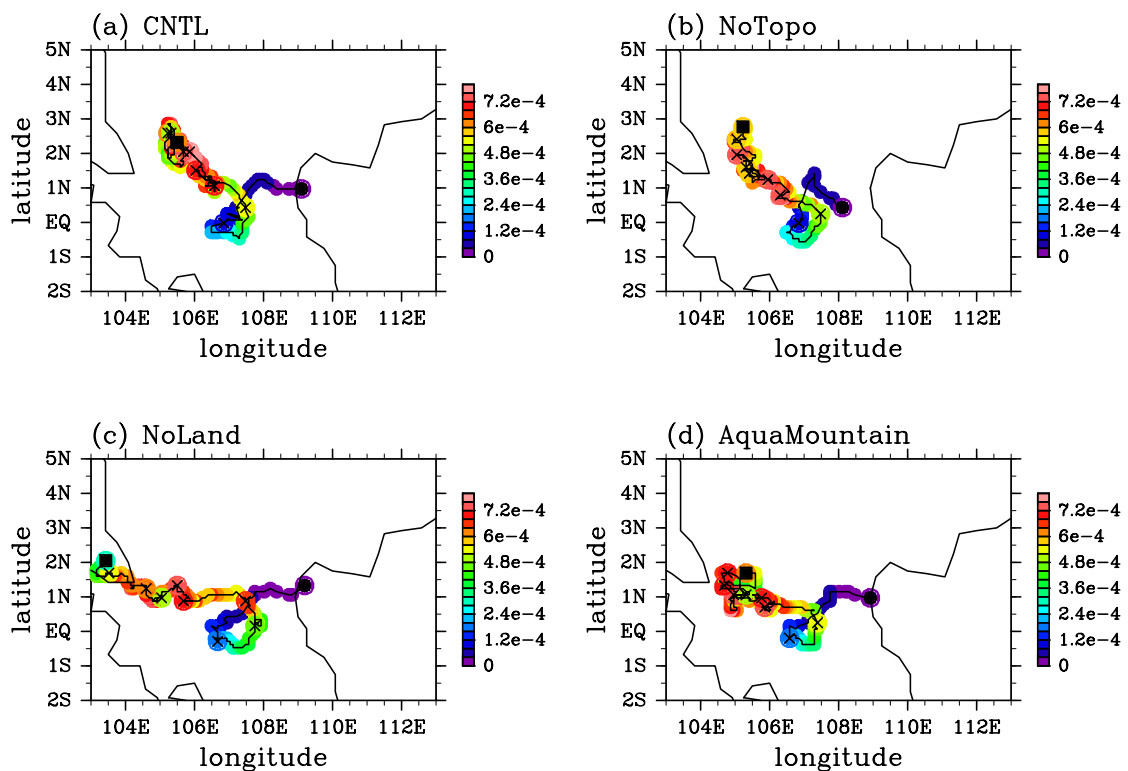 (a) CNTL
(b) NoTopo
5N
4N
3N
2N
1N
EQ
1S
2S
latitude
104E 106E 108E 110E 112E
longitude
7.2e-4
6e-4
4.8e-4
3.6e-4
2.4e-4
1.2e-4
0
5N
4N
3N
2N
1N
EQ
1S
2S
latitude
104E 106E 108E 110E 112E
longitude
7.2e-4
6e-4
4.8e-4
3.6e-4
2.4e-4
1.2e-4
0
(c) NoLand
(d) AquaMountain
5N
4N
3N
2N
1N
EQ
1S
2S
latitude
104E 106E 108E 110E 112E
longitude
7.2e-4
6e-4
4.8e-4
3.6e-4
2.4e-4
1.2e-4
0
5N
4N
3N
2N
1N
EQ
1S
2S
latitude
104E 106E 108E 110E 112E
longitude
7.2e-4
6e-4
4.8e-4
3.6e-4
2.4e-4
1.2e-4
0